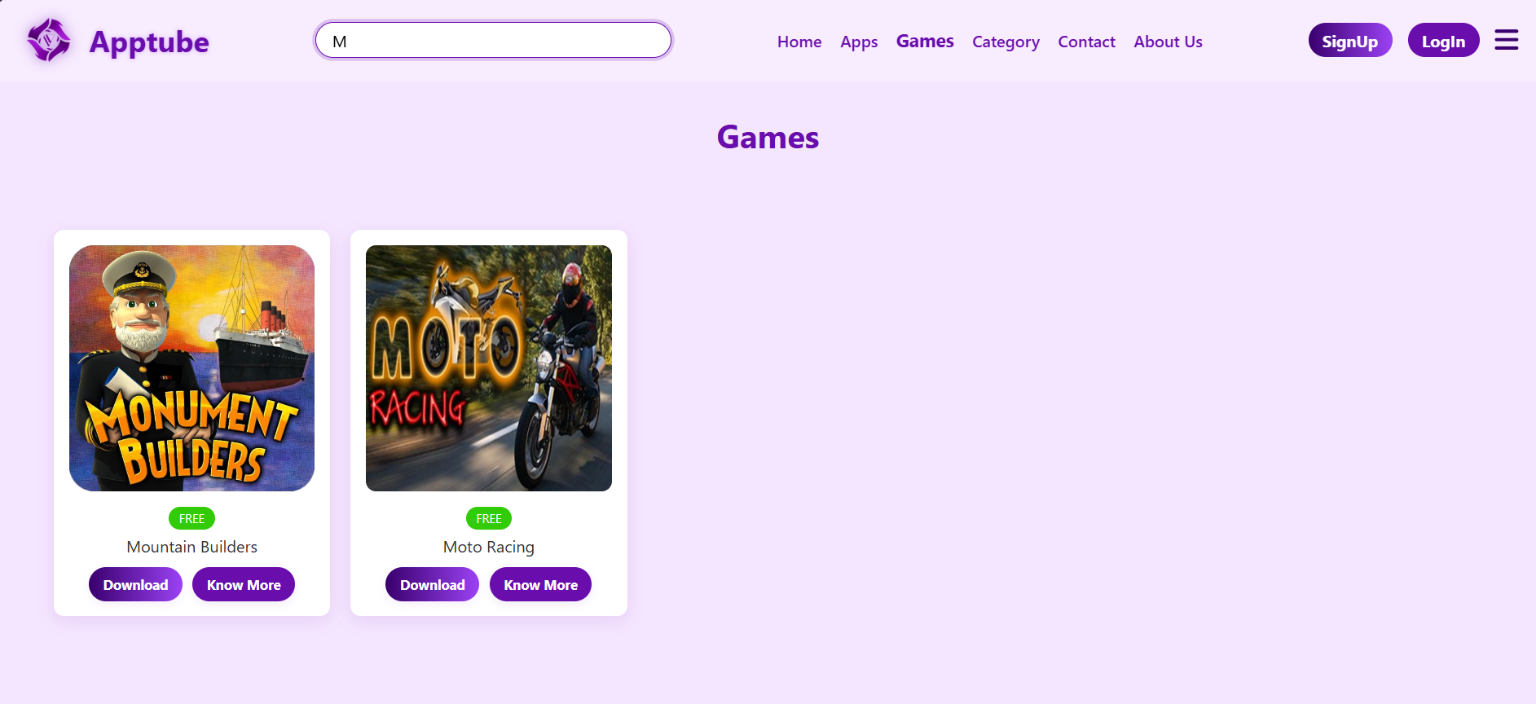 Apptube
M
Home Apps Games Category Contact About Us
SignUp LogIn
Games
MONUMENT
BUILDERS
MOTO
RACING
FREE
FREE
Mountain Builders
Moto Racing
Download Know More
Download Know More